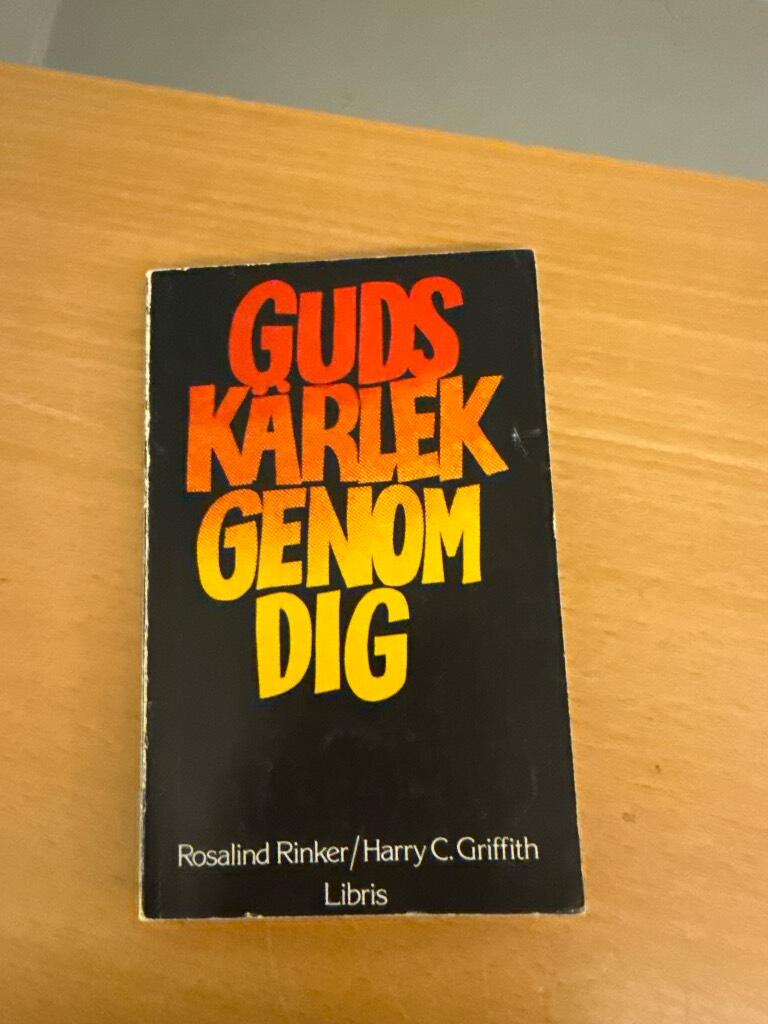 GUDS
KÄRLEK
GENOM
DIG
Rosalind Rinker/Harry C. Griffith
Libris